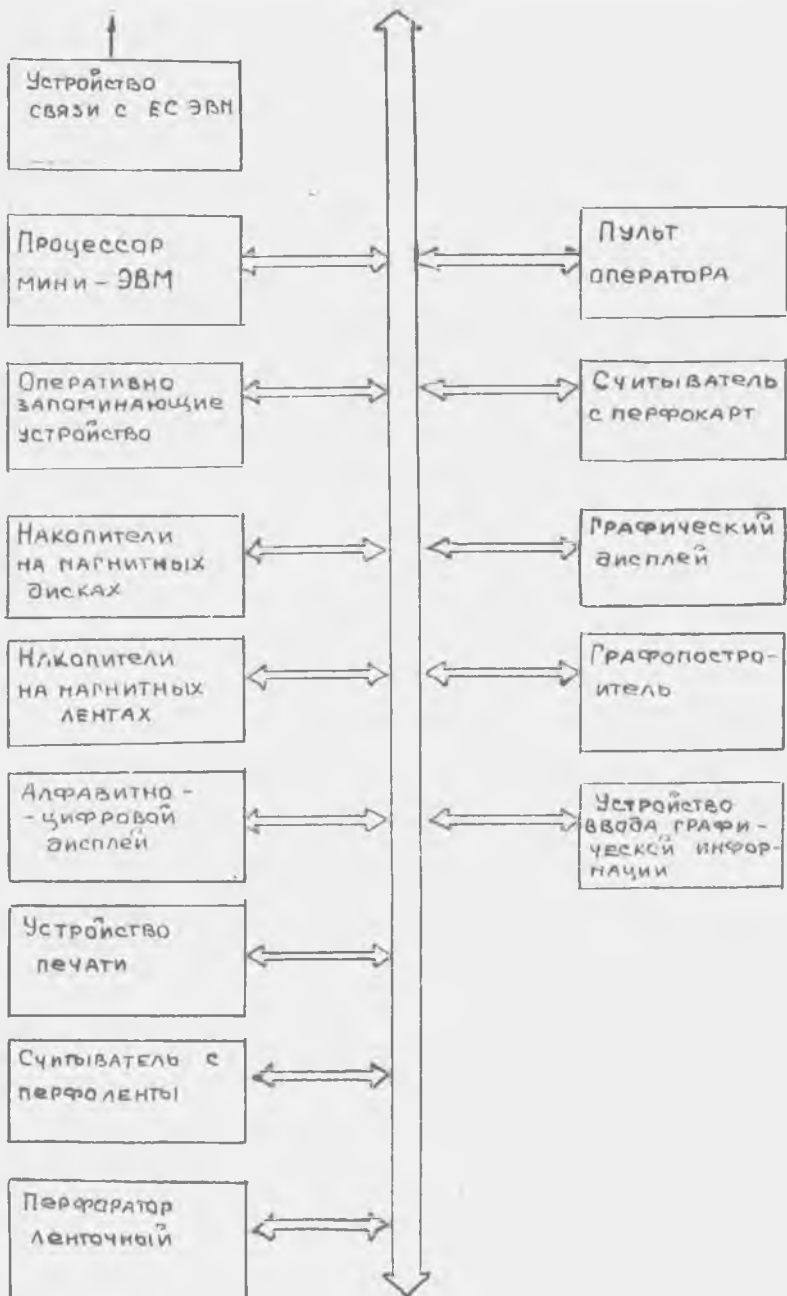 Устройство
связи с ЕС ЭВМ
Процессор
мини - ЭВМ
Оперативно
запоминающие
устройство
Накопители
на магнитных
дисках
Накопители
на магнитных
лентах
Алфавитно -
- цифровой
дисплей
Устройство
печати
Считыватель с
перфоленты
Перфаратор
ленточный
Пульт
оператора
Считыватель
с перфокарт
Графический
дисплей
Графопостро-
итель
Устройство
ввода графи-
ческой инфор-
мации